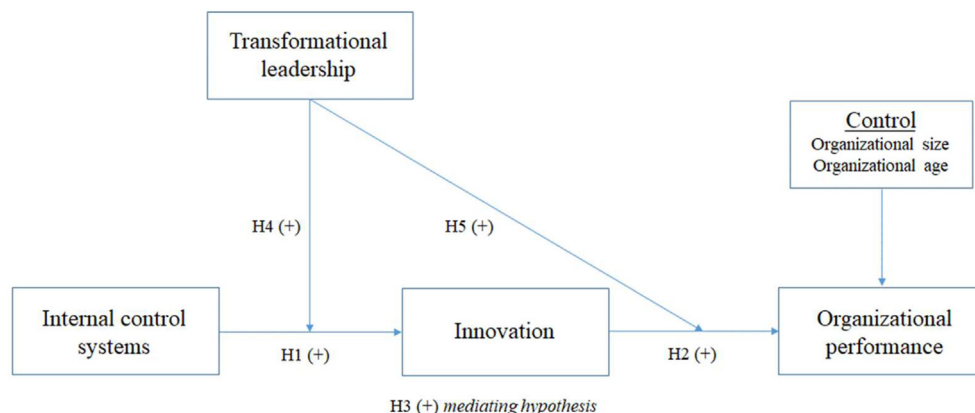 Transformational
leadership
Control
Organizational size
Organizational age
H4 (+)
H5 (+)
Internal control
systems
H1 (+)
Innovation
H2 (+)
Organizational
performance
H3 (+) mediating hypothesis